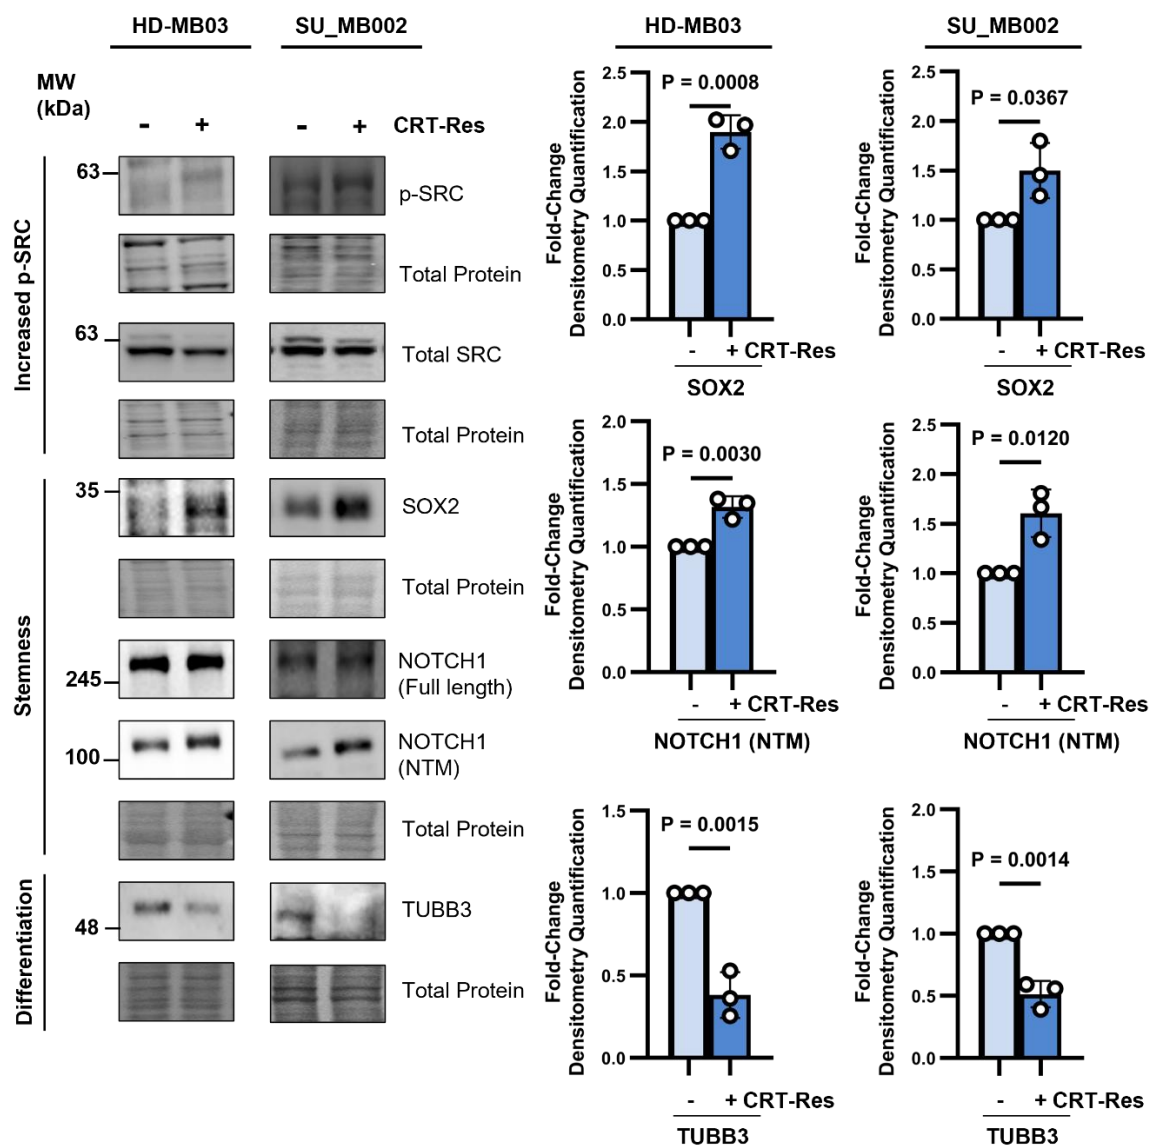 HD-MB03
SU_MB002
HD-MB03
SU_MB002
MW
(kDa)
-
+
-
+
CRT-Res
Increased p-SRC
63
p-SRC
Total Protein
63
Total SRC
Total Protein
Stemness
35
SOX2
Total Protein
245
NOTCH1
(Full length)
100
NOTCH1
(NTM)
Total Protein
Differentiation
48
TUBB3
Total Protein
Fold-Change
Densitometry Quantification
2.5
2.0
1.5
1.0
0.5
0.0
P = 0.0008
- + CRT-Res
SOX2
Fold-Change
Densitometry Quantification
2.5
2.0
1.5
1.0
0.5
0.0
P = 0.0367
- + CRT-Res
SOX2
Fold-Change
Densitometry Quantification
2.0
1.5
1.0
0.5
0.0
P = 0.0030
- + CRT-Res
NOTCH1 (NTM)
Fold-Change
Densitometry Quantification
2.5
2.0
1.5
1.0
0.5
0.0
P = 0.0120
- + CRT-Res
NOTCH1 (NTM)
Fold-Change
Densitometry Quantification
1.5
1.0
0.5
0.0
P = 0.0015
- + CRT-Res
TUBB3
Fold-Change
Densitometry Quantification
2.0
1.5
1.0
0.5
0.0
P = 0.0014
- + CRT-Res
TUBB3